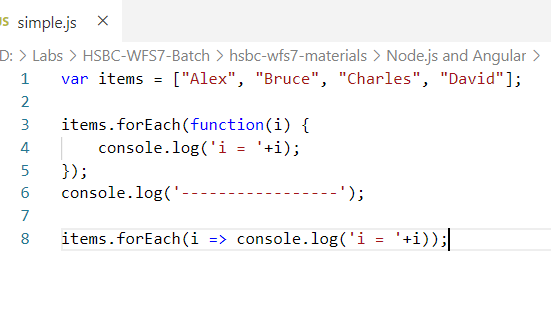 JS simple.js ×
D: > Labs > HSBC-WFS7-Batch > hsbc-wfs7-materials > Node.js and Angular >
1 var items = ["Alex", "Bruce", "Charles", "David"];
2
3 items.forEach(function(i) {
4     console.log('i = '+i);
5 });
6 console.log('-----------------');
7
8 items.forEach(i => console.log('i = '+i));